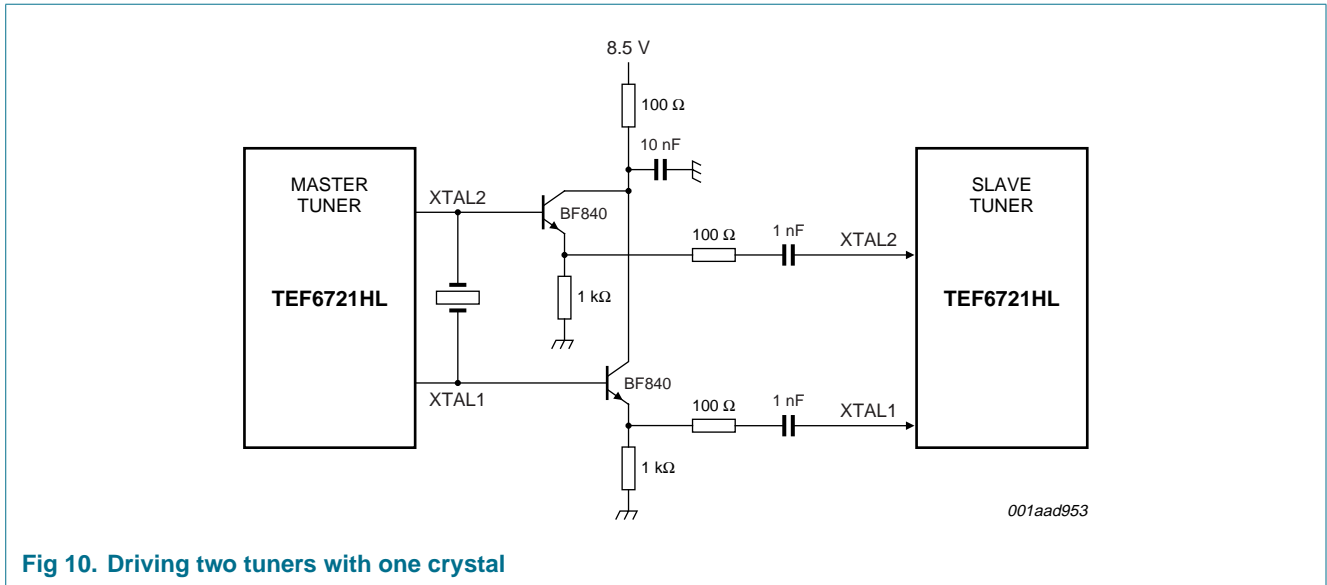 8.5 V
100 Ω
10 nF
MASTER
TUNER
TEF6721HL
XTAL2
BF840
1 kΩ
100 Ω
1 nF
XTAL2
SLAVE
TUNER
TEF6721HL
XTAL1
BF840
1 kΩ
100 Ω
1 nF
XTAL1
001aad953
Fig 10. Driving two tuners with one crystal